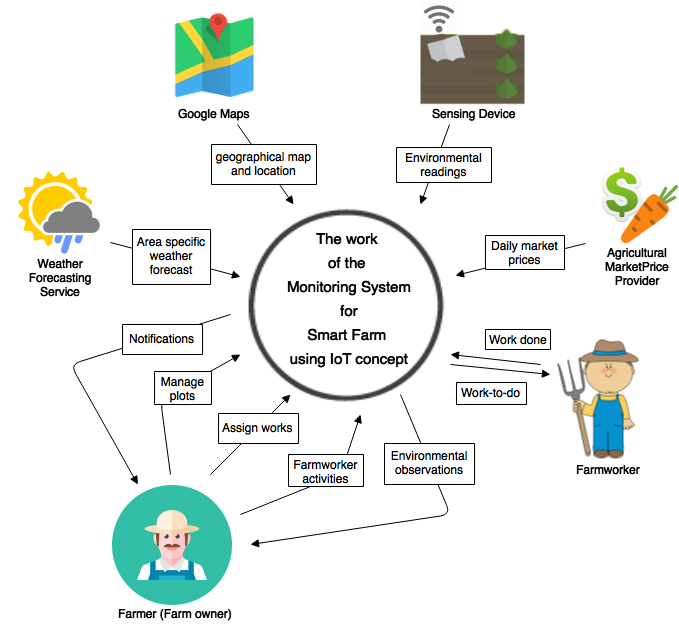 Google Maps
Sensing Device
geographical map
and location
Environmental
readings
Weather
Forecasting
Service
Area specific
weather
forecast
The work
of the
Monitoring System
for
Smart Farm
using IoT concept
Daily market
prices
Agricultural
MarketPrice
Provider
Notifications
Manage
plots
Assign works
Farmworker
activities
Environmental
observations
Work done
Work-to-do
Farmworker
Farmer (Farm owner)